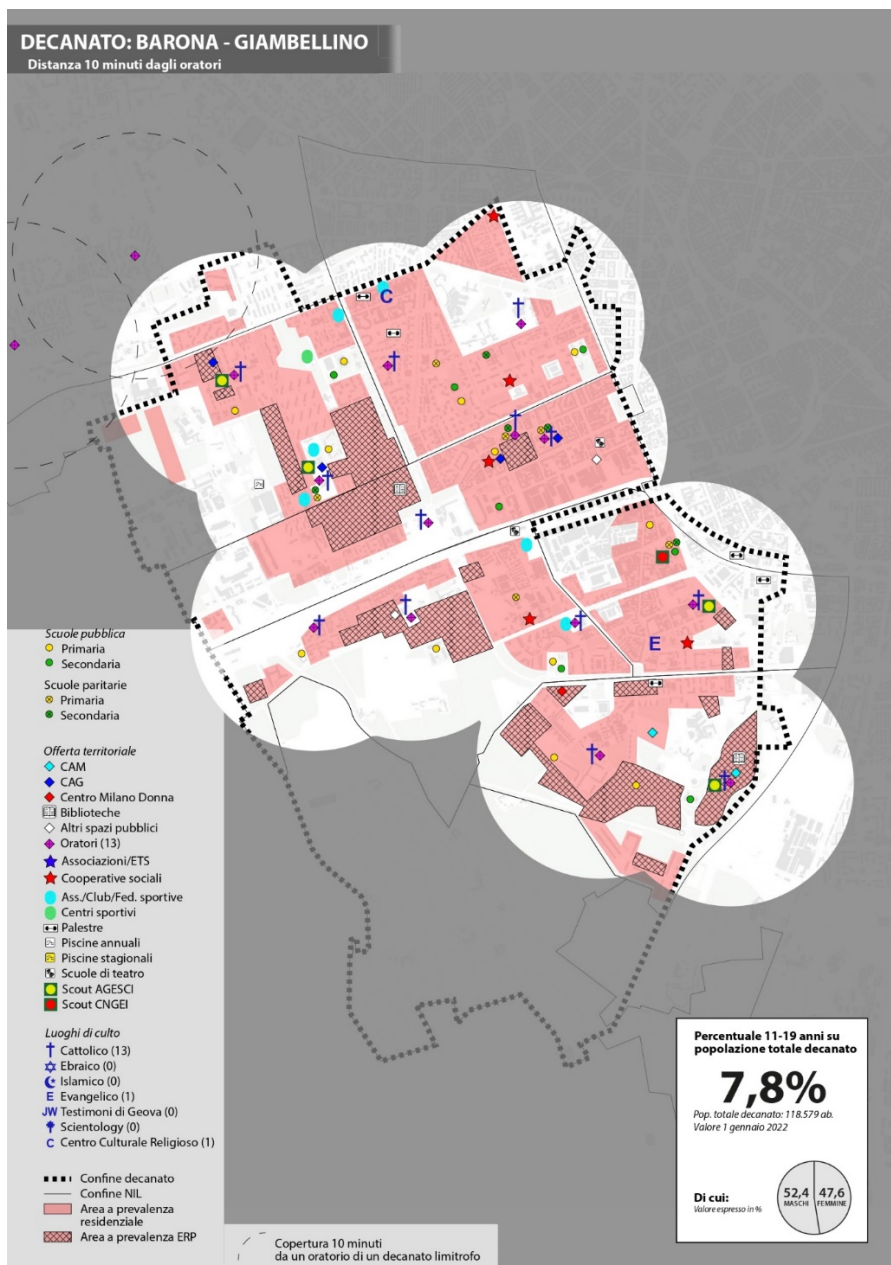 DECANATO: BARONA - GIAMBELLINO
Distanza 10 minuti dagli oratori
C
E
Scuole pubblica
Primaria
Secondaria
Scuole paritarie
Primaria
Secondaria
Offerta territoriale
CAM
CAG
Centro Milano Donna
Biblioteche
Altri spazi pubblici
Oratori (13)
Associazioni/ETS
Cooperative sociali
Ass./Club/Fed. sportive
Centri sportivi
Palestre
Piscine annuali
Piscine stagionali
Scuole di teatro
Scout AGESCI
Scout CNGEI
Luoghi di culto
Cattolico (13)
Ebraico (0)
Islamico (0)
E Evangelico (1)
JW Testimoni di Geova (0)
Scientology (0)
C Centro Culturale Religioso (1)
Confine decanato
Confine NIL
Area a prevalenza
residenziale
Area a prevalenza ERP
Copertura 10 minuti
da un oratorio di un decanato limitrofo
Percentuale 11-19 anni su
popolazione totale decanato
7,8%
Pop. totale decanato: 118.579 ab.
Valore 1 gennaio 2022
Di cui:
Valore espresso in %
52,4 47,6
MASCHI FEMMINE